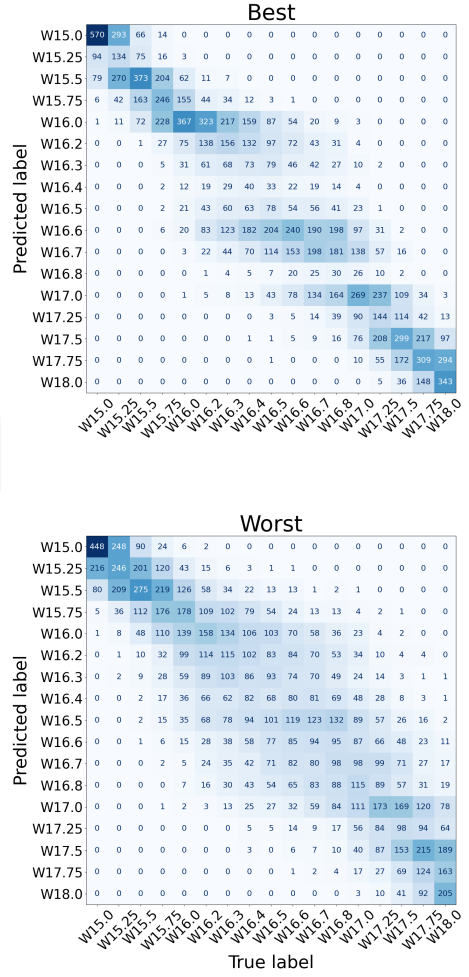 Best
W15.0 570 293 66 14 0 0 0 0 0 0 0 0 0 0 0 0 0
W15.25 94 134 75 16 3 0 0 0 0 0 0 0 0 0 0 0 0
W15.5 79 270 373 204 62 11 7 0 0 0 0 0 0 0 0 0 0
W15.75 6 42 163 246 155 44 34 12 3 1 0 0 0 0 0 0 0
W16.0 1 11 72 228 367 323 217 159 87 54 20 9 3 0 0 0 0
W16.2 0 0 1 27 75 138 156 132 97 72 43 31 4 0 0 0 0
W16.3 0 0 0 5 31 61 68 73 79 46 42 27 10 2 0 0 0
W16.4 0 0 0 2 12 19 29 40 33 22 19 14 4 0 0 0 0
W16.5 0 0 0 2 21 43 60 63 78 54 56 41 23 1 0 0 0
W16.6 0 0 0 6 20 83 123 182 204 240 190 198 97 31 2 0 0
W16.7 0 0 0 0 3 22 44 70 114 153 198 181 138 57 16 0 0
W16.8 0 0 0 0 0 1 4 5 7 20 25 30 26 10 2 0 0
W17.0 0 0 0 0 1 5 8 13 43 78 134 164 269 237 109 34 3
W17.25 0 0 0 0 0 0 0 0 3 5 14 39 90 144 114 42 13
W17.5 0 0 0 0 0 0 0 1 1 5 9 16 76 208 299 217 97
W17.75 0 0 0 0 0 0 0 0 1 0 0 0 10 55 172 309 294
W18.0 0 0 0 0 0 0 0 0 0 0 0 0 0 5 36 148 343
Predicted label
W15.0 W15.25 W15.5 W15.75 W16.0 W16.2 W16.3 W16.4 W16.5 W16.6 W16.7 W16.8 W17.0 W17.25 W17.5 W17.75 W18.0
Worst
W15.0 448 248 90 24 6 2 0 0 0 0 0 0 0 0 0 0 0
W15.25 216 246 201 120 43 15 6 3 1 1 0 0 0 0 0 0 0
W15.5 80 209 275 219 126 58 34 22 13 13 1 2 1 0 0 0 0
W15.75 5 36 112 176 178 109 102 79 54 24 13 13 4 2 1 0 0
W16.0 1 8 48 110 139 158 134 106 103 70 58 36 23 4 2 0 0
W16.2 0 1 10 32 99 114 115 102 83 84 70 53 34 10 4 4 0
W16.3 0 2 9 28 59 89 103 86 93 74 70 49 24 14 3 1 1
W16.4 0 0 2 17 36 66 62 82 68 80 81 69 48 28 8 3 1
W16.5 0 0 2 15 35 68 78 94 101 119 123 132 89 57 26 16 2
W16.6 0 0 1 6 15 28 38 58 77 85 94 95 87 66 48 23 11
W16.7 0 0 0 2 5 24 35 42 71 82 80 98 98 99 71 27 17
W16.8 0 0 0 0 7 16 30 43 54 65 83 88 115 89 57 31 19
W17.0 0 0 0 1 2 3 13 25 27 32 59 84 111 173 169 120 78
W17.25 0 0 0 0 0 0 0 5 5 14 9 17 56 84 98 94 64
W17.5 0 0 0 0 0 0 0 3 0 6 7 10 40 87 153 215 189
W17.75 0 0 0 0 0 0 0 0 0 1 2 4 17 27 69 124 163
W18.0 0 0 0 0 0 0 0 0 0 0 0 0 3 10 41 92 205
Predicted label
W15.0 W15.25 W15.5 W15.75 W16.0 W16.2 W16.3 W16.4 W16.5 W16.6 W16.7 W16.8 W17.0 W17.25 W17.5 W17.75 W18.0
True label